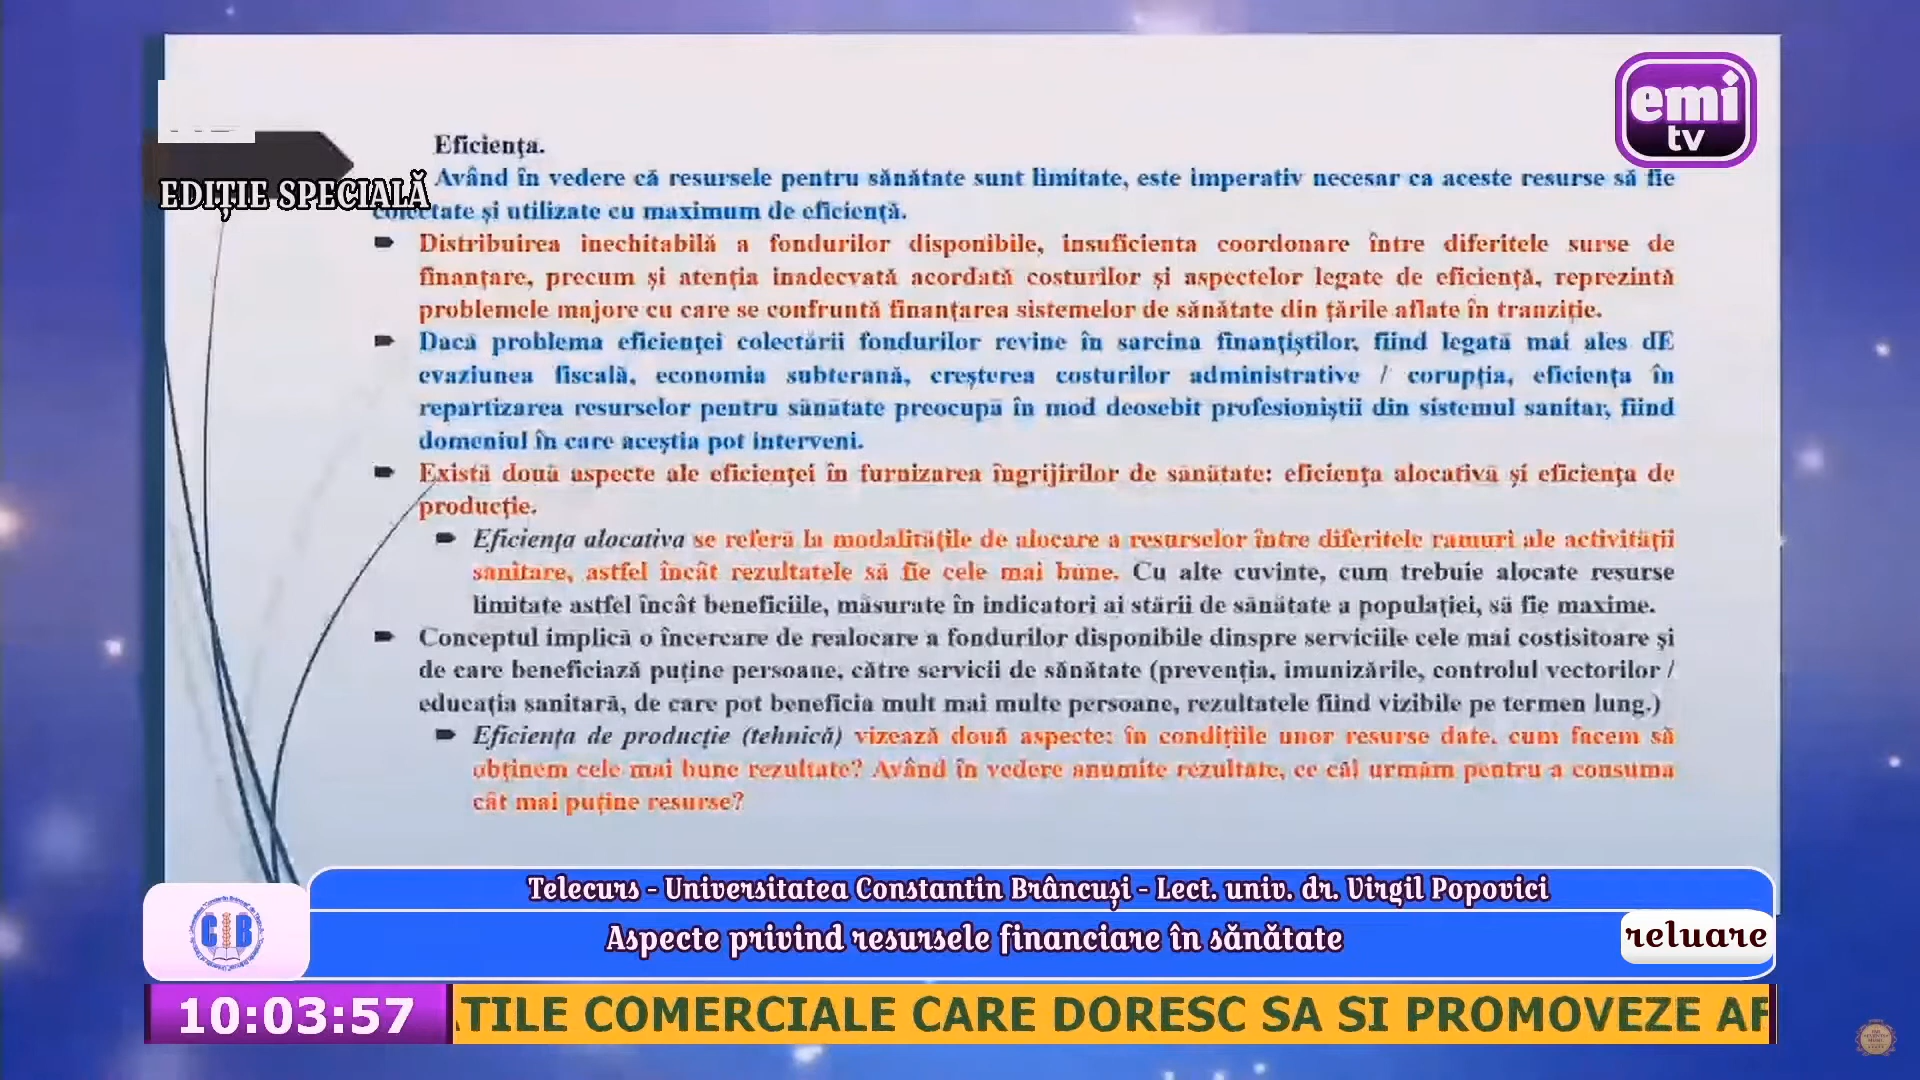 emi
tv
EDIȚIE SPECIALĂ
Eficiența.
Având în vedere că resursele pentru sănătate sunt limitate, este imperativ necesar ca aceste resurse să fie
colectate și utilizate cu maximum de eficiență.
Distribuirea inechitabilă a fondurilor disponibile, insuficienta coordonare între diferitele surse de
finanțare, precum și atenția inadecvată acordată costurilor și aspectelor legate de eficiență, reprezintă
problemele majore cu care se confruntă finanțarea sistemelor de sănătate din țările aflate în tranziție.
Dacă problema eficienței colectării fondurilor revine în sarcina finanțiștilor, fiind legată mai ales dE
evaziunea fiscală, economia subterană, creșterea costurilor administrative / corupția, eficiența în
repartizarea resurselor pentru sănătate preocupă în mod deosebit profesioniștii din sistemul sanitar, fiind
domeniul în care aceștia pot interveni.
Există două aspecte ale eficienței în furnizarea îngrijirilor de sănătate: eficiența alocativă și eficiența de
producție.
Eficiența alocativa se referă la modalitățile de alocare a resurselor între diferitele ramuri ale activității
sanitare, astfel încât rezultatele să fie cele mai bune. Cu alte cuvinte, cum trebuie alocate resurse
limitate astfel încât beneficiile, măsurate în indicatori ai stării de sănătate a populației, să fie maxime.
Conceptul implică o încercare de realocare a fondurilor disponibile dinspre serviciile cele mai costisitoare și
de care beneficiază puține persoane, către servicii de sănătate (prevenția, imunizările, controlul vectorilor /
educația sanitară, de care pot beneficia mult mai multe persoane, rezultatele fiind vizibile pe termen lung.)
Eficiența de producție (tehnică) vizează două aspecte: în condițiile unor resurse date, cum facem să
obținem cele mai bune rezultate? Având în vedere anumite rezultate, ce căi urmăm pentru a consuma
cât mai puține resurse?
Telecurs - Universitatea Constantin Brâncuși - Lect. univ. dr. Virgil Popovici
Aspecte privind resursele financiare în sănătate
reluare
CB
10:03:57
TILE COMERCIALE CARE DORESC SA SI PROMOVEZE AF